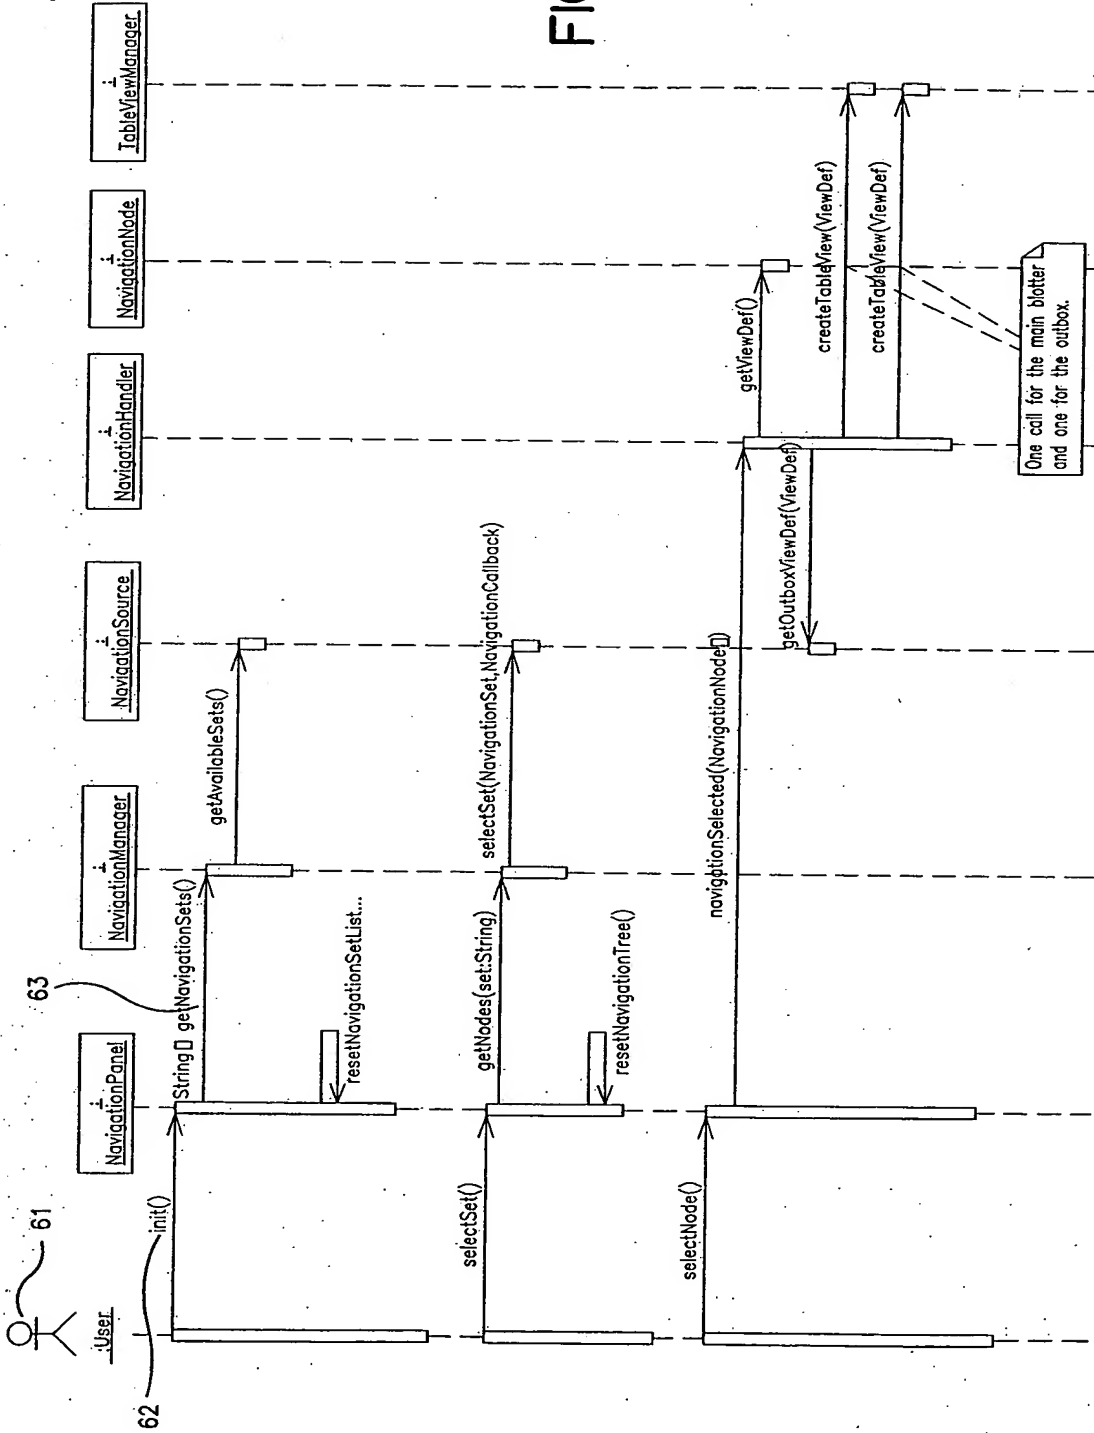 61
:User
62
init()
selectSet()
selectNode()
:
NavigationPanel
63
String[] getNavigationSets()
resetNavigationSetList...
getNodes(set:String)
resetNavigationTree()
navigationSelected(NavigationNode[])
:
NavigationManager
getAvailableSets()
selectSet(NavigationSet,NavigationCallback)
:
NavigationSource
getOutboxViewDef(ViewDef)
:
NavigationHandler
getViewDef()
createTableView(ViewDef)
createTableView(ViewDef)
One call for the main blotter
and one for the outbox.
:
NavigationNode
:
TableViewManager